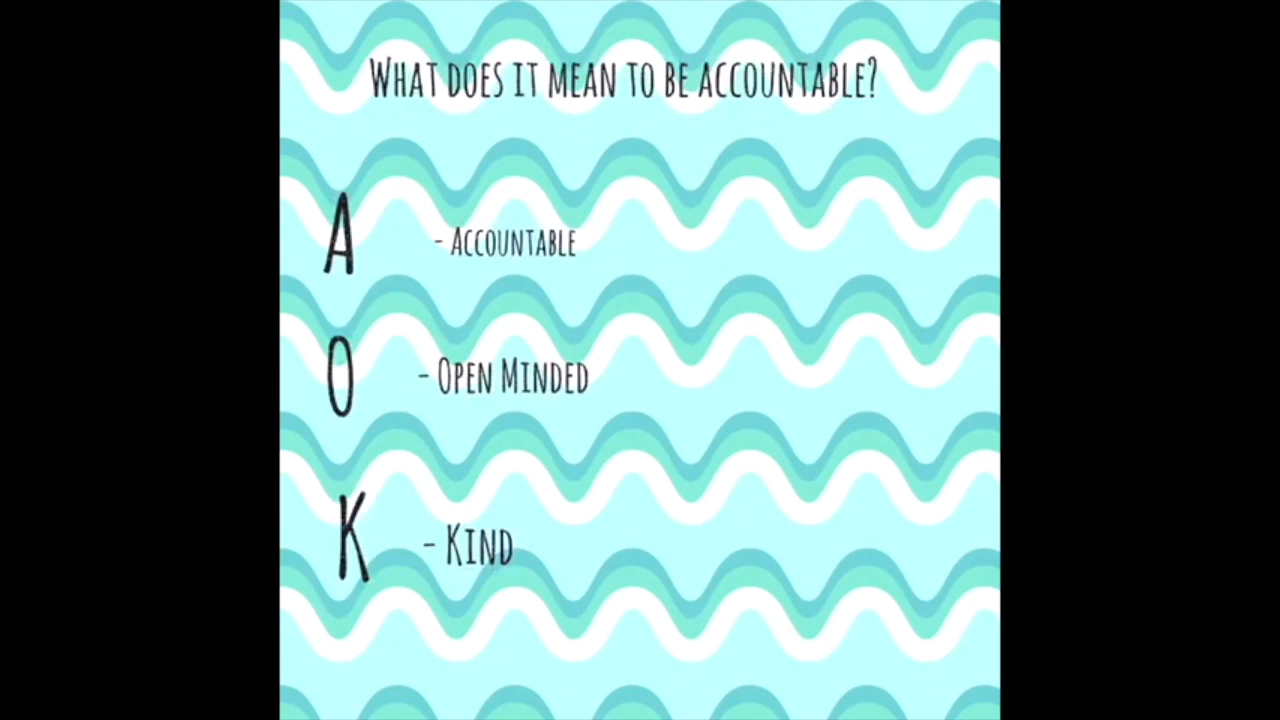 What does it mean to be accountable?
A - Accountable
O - Open Minded
K - Kind